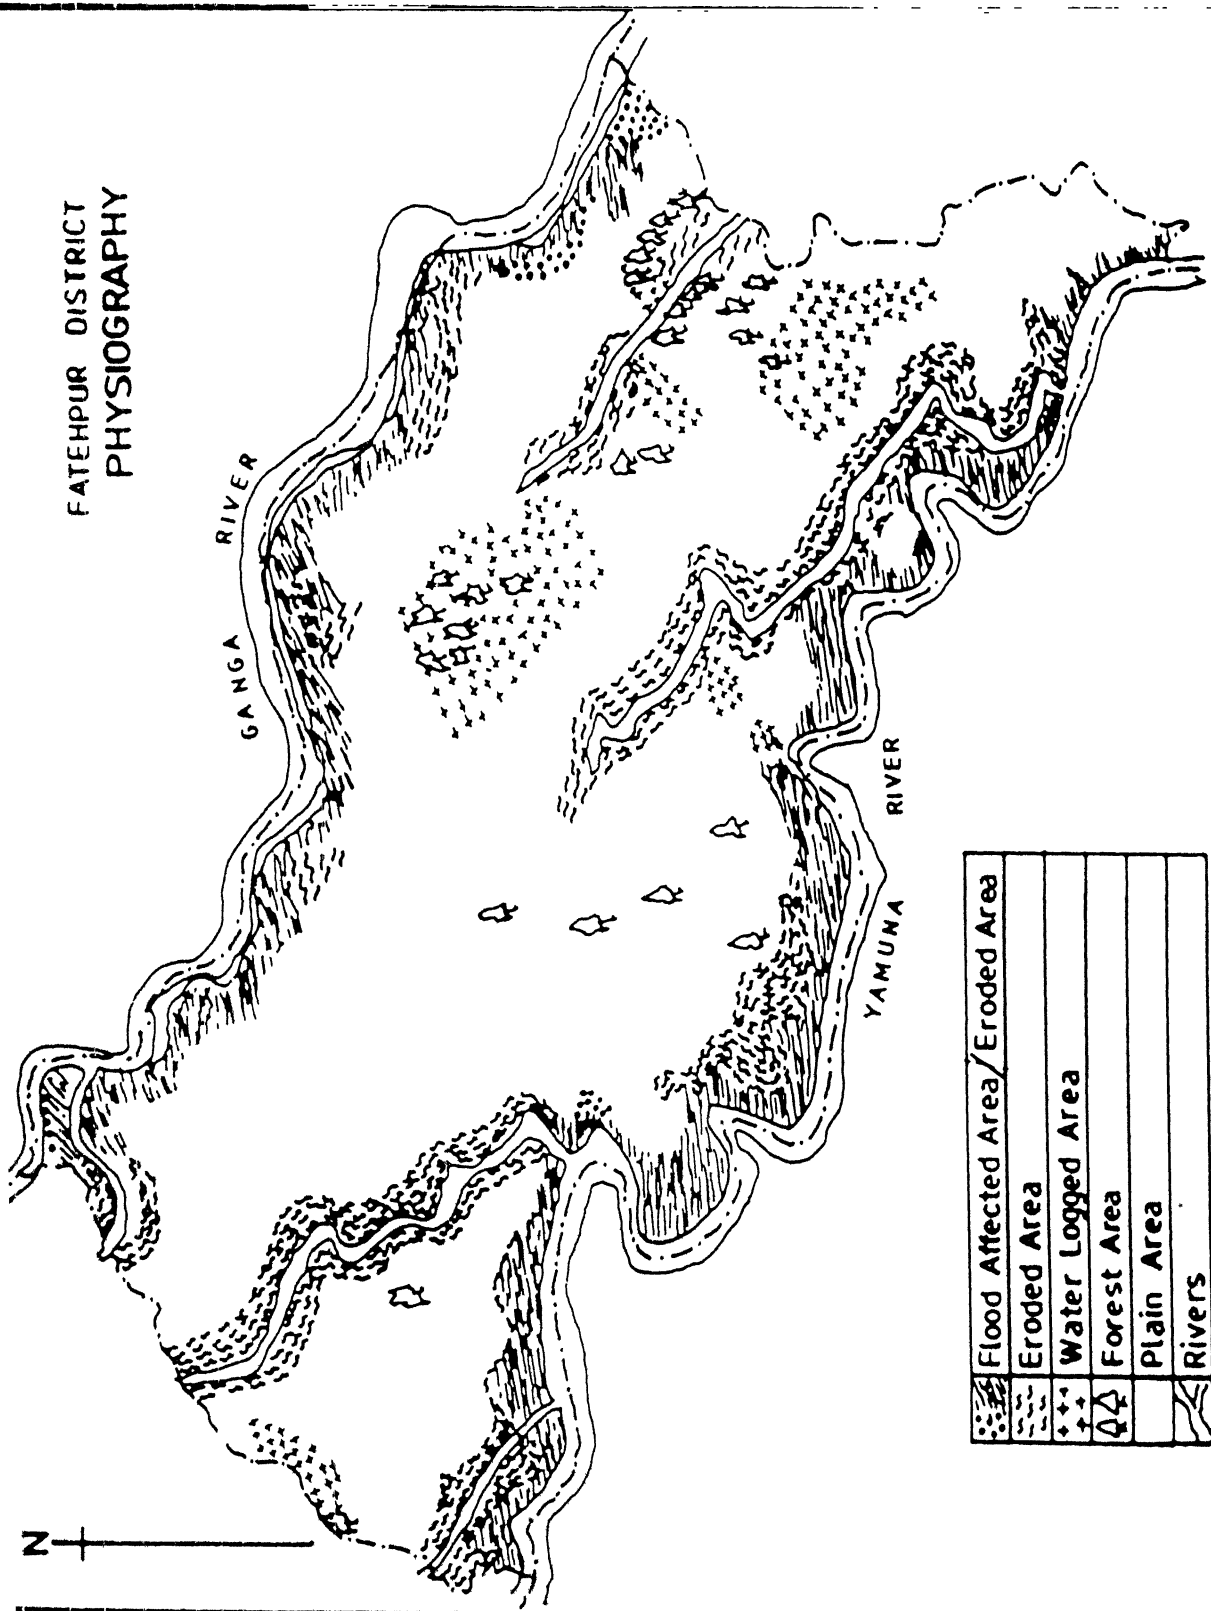 FATEHPUR DISTRICT
PHYSIOGRAPHY
N
GANGA RIVER
YAMUNA RIVER
Flood Affected Area/Eroded Area
Eroded Area
Water Logged Area
Forest Area
Plain Area
Rivers